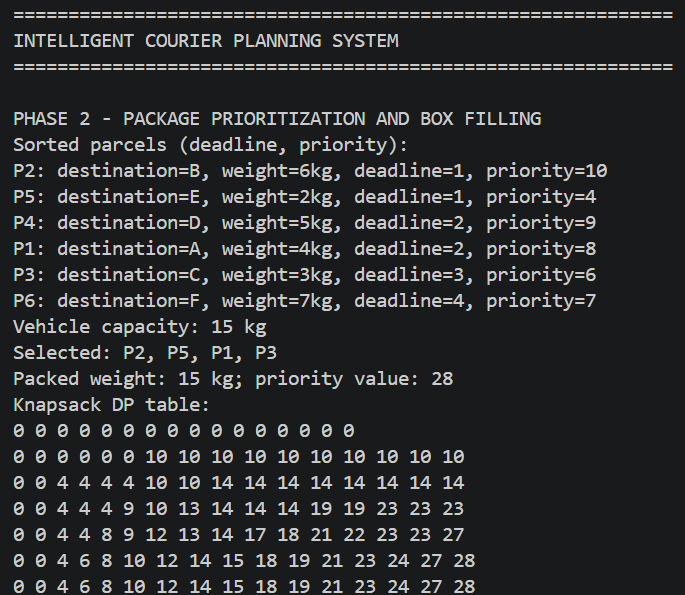 ============================================================
INTELLIGENT COURIER PLANNING SYSTEM
============================================================
PHASE 2 - PACKAGE PRIORITIZATION AND BOX FILLING
Sorted parcels (deadline, priority):
P2: destination=B, weight=6kg, deadline=1, priority=10
P5: destination=E, weight=2kg, deadline=1, priority=4
P4: destination=D, weight=5kg, deadline=2, priority=9
P1: destination=A, weight=4kg, deadline=2, priority=8
P3: destination=C, weight=3kg, deadline=3, priority=6
P6: destination=F, weight=7kg, deadline=4, priority=7
Vehicle capacity: 15 kg
Selected: P2, P5, P1, P3
Packed weight: 15 kg; priority value: 28
Knapsack DP table:
0 0 0 0 0 0 0 0 0 0 0 0 0 0 0 0
0 0 0 0 0 0 10 10 10 10 10 10 10 10 10 10
0 0 4 4 4 4 10 10 14 14 14 14 14 14 14 14
0 0 4 4 4 9 10 13 14 14 14 19 19 23 23 23
0 0 4 4 8 9 12 13 14 17 18 21 22 23 23 27
0 0 4 6 8 10 12 14 15 18 19 21 23 24 27 28
0 0 4 6 8 10 12 14 15 18 19 21 23 24 27 28